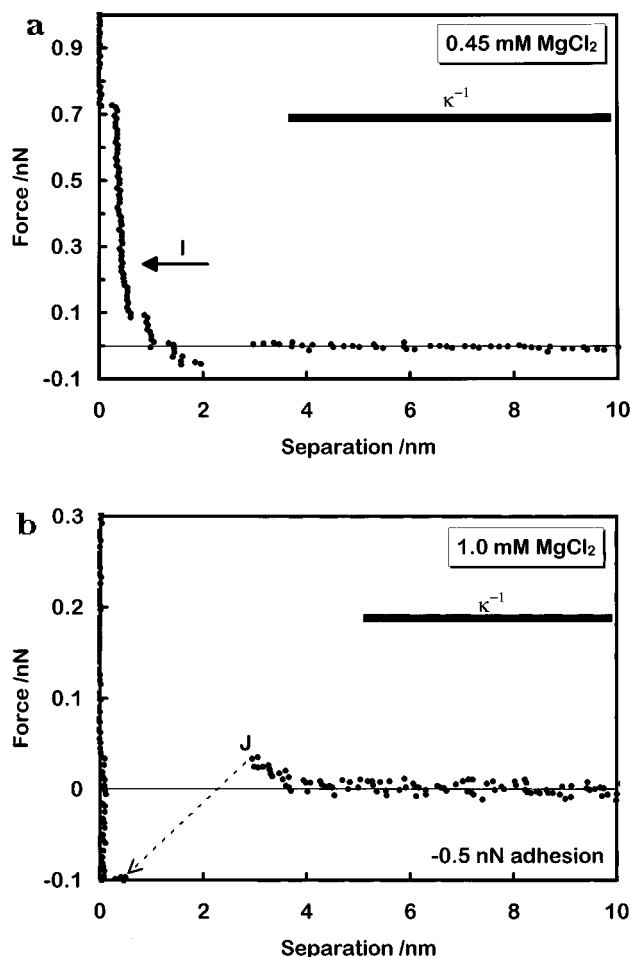 a
0.45 mM MgCl₂
κ⁻¹
I
0.9
0.7
0.5
0.3
0.1
-0.1
Force /nN
0 2 4 6 8 10
Separation /nm
b
1.0 mM MgCl₂
κ⁻¹
J
-0.5 nN adhesion
0.3
0.2
0.1
0
-0.1
Force /nN
0 2 4 6 8 10
Separation /nm